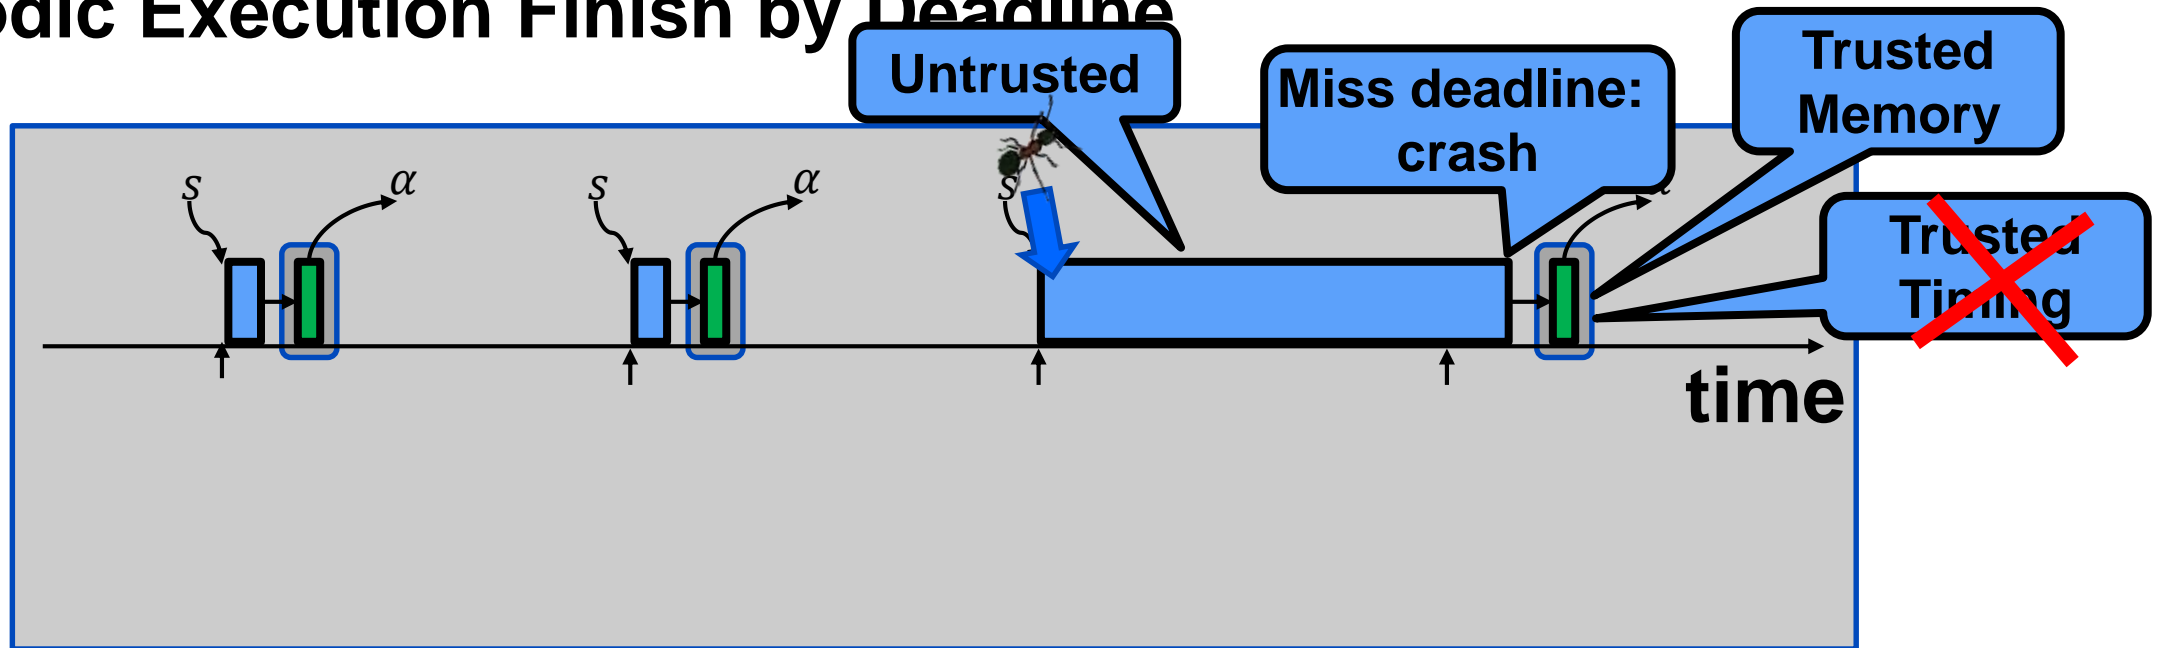 Execution Finish by Deadline
Untrusted
Miss deadline:
crash
Trusted
Memory
Trusted
Timing
s
α
s
α
s
time